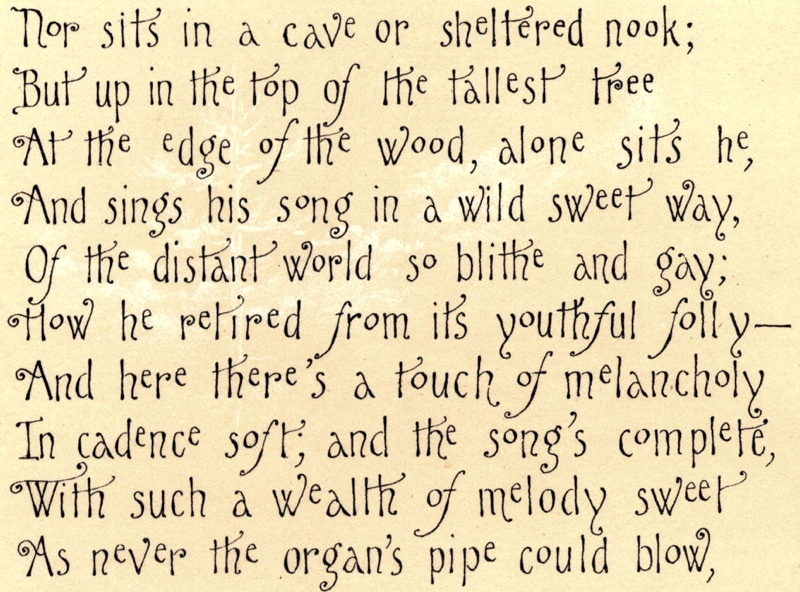 Nor sits in a cave or sheltered nook;
But up in the top of the tallest tree
At the edge of the wood, alone sits he,
And sings his song in a wild sweet way,
Of the distant world so blithe and gay;
How he retired from its youthful folly—
And here there's a touch of melancholy
In cadence soft; and the song's complete,
With such a wealth of melody sweet
As never the organ's pipe could blow,